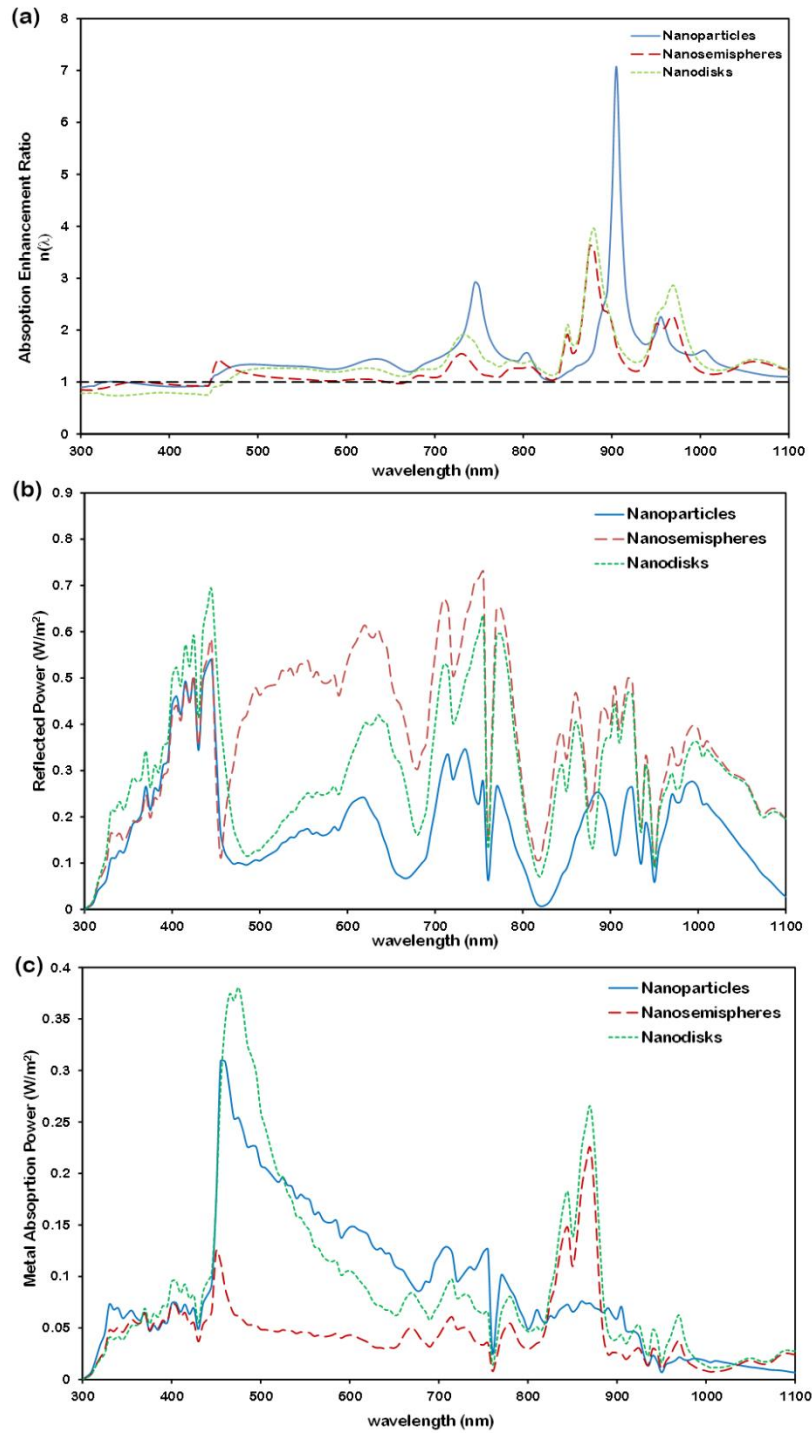 (a)
8
7
6
5
4
3
2
1
0
Absoption Enhancement Ratio
n(λ)
Nanoparticles
Nanosemispheres
Nanodisks
300 400 500 600 700 800 900 1000 1100
wavelength (nm)
(b)
0.9
0.8
0.7
0.6
0.5
0.4
0.3
0.2
0.1
0
Reflected Power (W/m²)
Nanoparticles
Nanosemispheres
Nanodisks
300 400 500 600 700 800 900 1000 1100
wavelength (nm)
(c)
0.4
0.35
0.3
0.25
0.2
0.15
0.1
0.05
0
Metal Absoprtion Power (W/m²)
Nanoparticles
Nanosemispheres
Nanodisks
300 400 500 600 700 800 900 1000 1100
wavelength (nm)